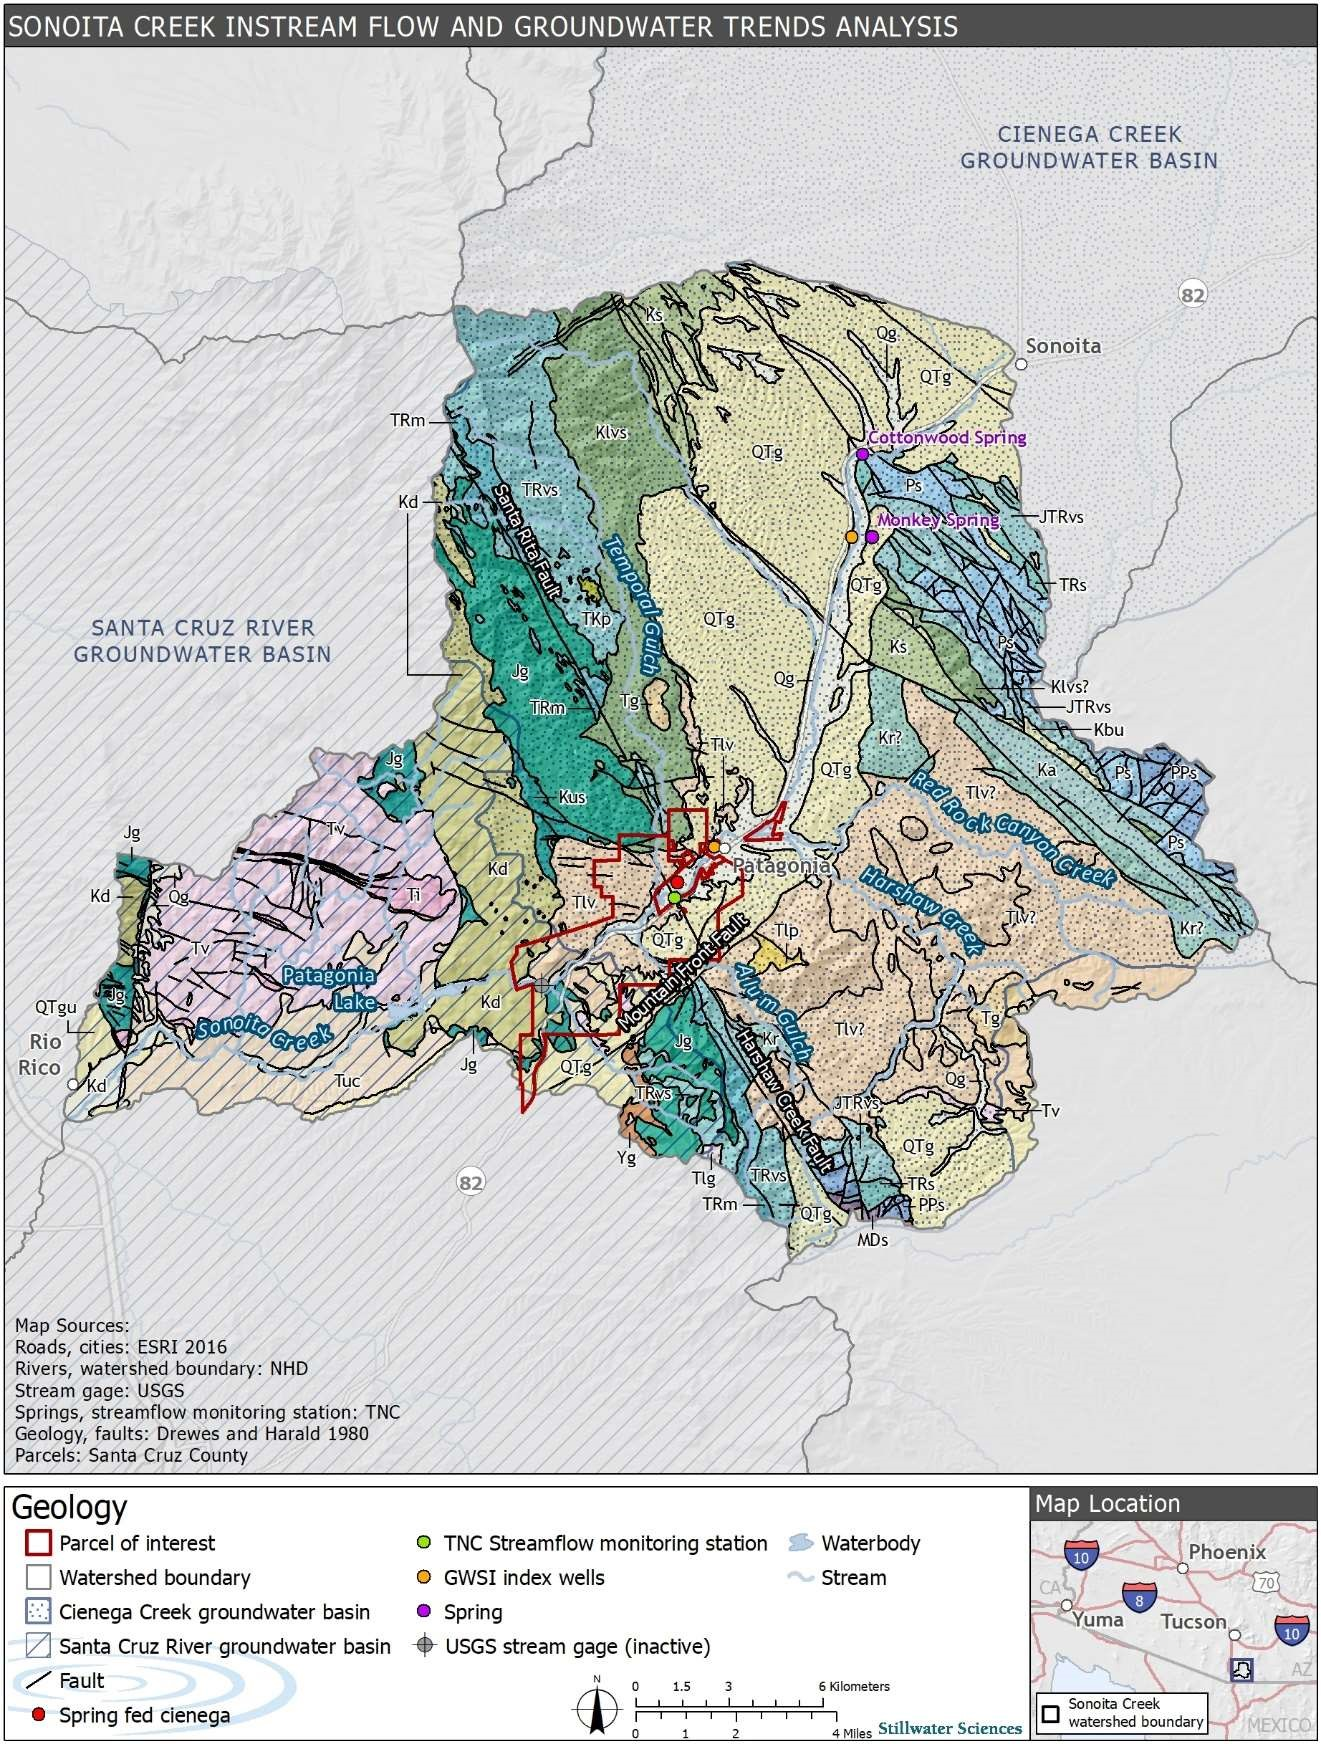 SONOITA CREEK INSTREAM FLOW AND GROUNDWATER TRENDS ANALYSIS
CIENEGA CREEK
GROUNDWATER BASIN
82
Ks
Qg
Sonoita
QTg
TRm
Klvs
Cottonwood Spring
QTg
Ps
TRvs
Kd
Santa Rita Fault
Monkey Spring
JTRvs
Temporal Gulch
QTg
TRs
TKp
QTg
SANTA CRUZ RIVER
GROUNDWATER BASIN
Ks
Ps
Jg
Qg
Klvs?
TRm
Tg
JTRvs
Kbu
Tlv
Kr?
Jg
QTg
Ka
Ps
PPs
Red Rock Canyon Creek
Tlv?
Kus
Tv
Jg
Ps
Patagonia
Kd
Harshaw Creek
Kd
Qg
Ti
Tlv
Tlv?
Kr?
Tlp
QTg
Tv
Mountain Front Fault
Patagonia
Lake
Alum Gulch
Jg
Kd
QTgu
Sonoita Creek
Tg
Tlv?
Rio
Rico
Jg
Kr
Harshaw Creek Fault
Jg
QTg
Tuc
Kd
Qg
TRvs
JTRvs
Tv
QTg
Yg
Tlg
TRvs
TRs
82
TRm
QTg
PPs
MDs
Map Sources:
Roads, cities: ESRI 2016
Rivers, watershed boundary: NHD
Stream gage: USGS
Springs, streamflow monitoring station: TNC
Geology, faults: Drewes and Harald 1980
Parcels: Santa Cruz County
Geology
Parcel of interest
Watershed boundary
Cienega Creek groundwater basin
Santa Cruz River groundwater basin
Fault
Spring fed cienega
TNC Streamflow monitoring station
GWSI index wells
Spring
USGS stream gage (inactive)
Waterbody
Stream
N
0 1.5 3 6 Kilometers
0 1 2 4 Miles
Stillwater Sciences
Map Location
10
Phoenix
CA
8
70
Yuma
Tucson
10
AZ
Sonoita Creek
watershed boundary
MEXICO